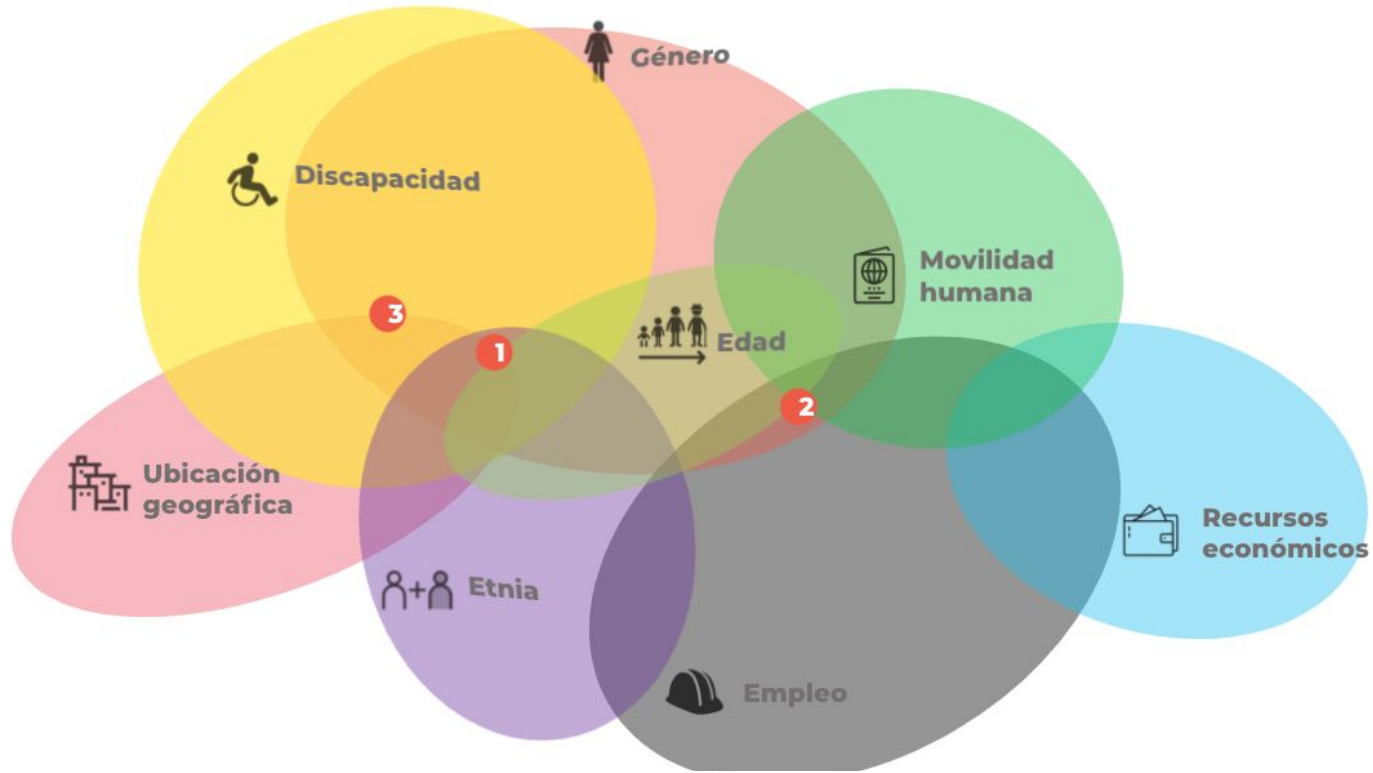 Género
Discapacidad
Movilidad
humana
3
1
Edad
2
Ubicación
geográfica
Recursos
económicos
Etnia
Empleo